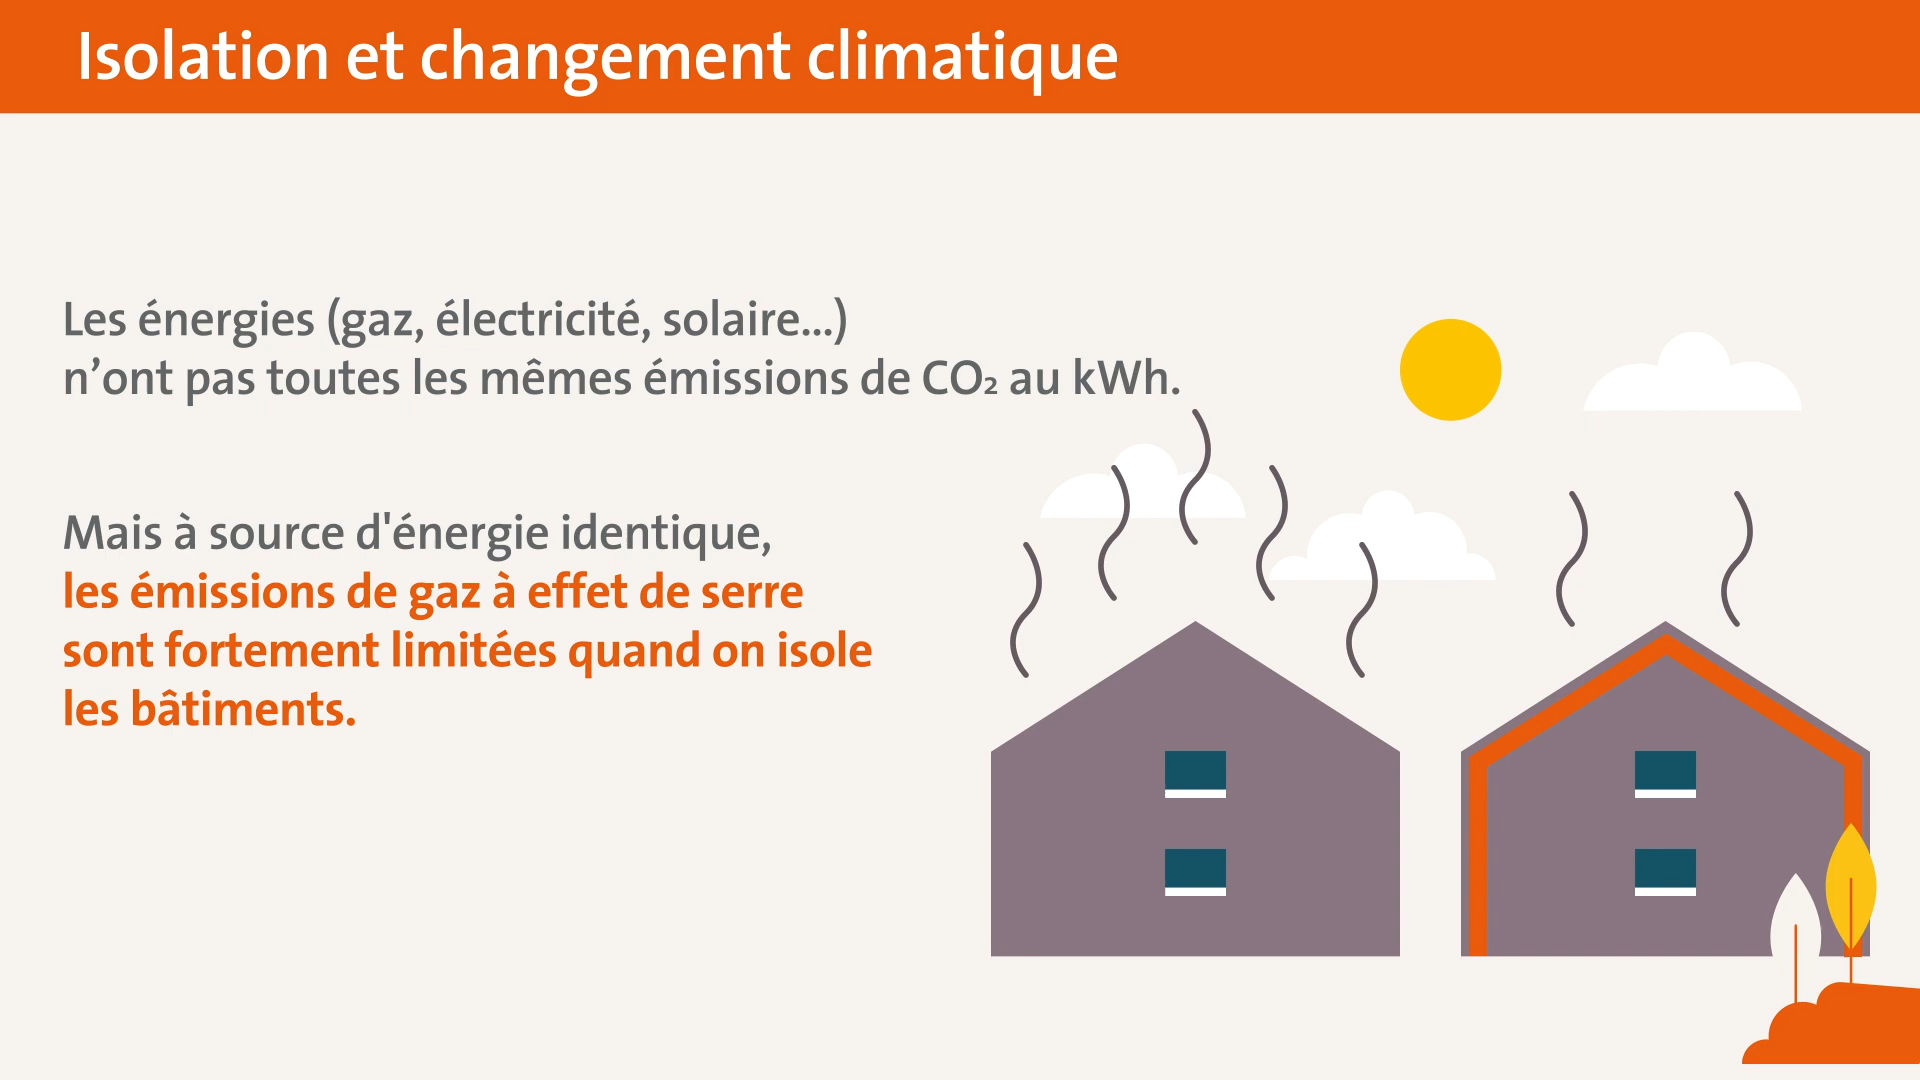 Isolation et changement climatique
Les énergies (gaz, électricité, solaire...)
n’ont pas toutes les mêmes émissions de CO₂ au kWh.
Mais à source d'énergie identique,
les émissions de gaz à effet de serre
sont fortement limitées quand on isole
les bâtiments.